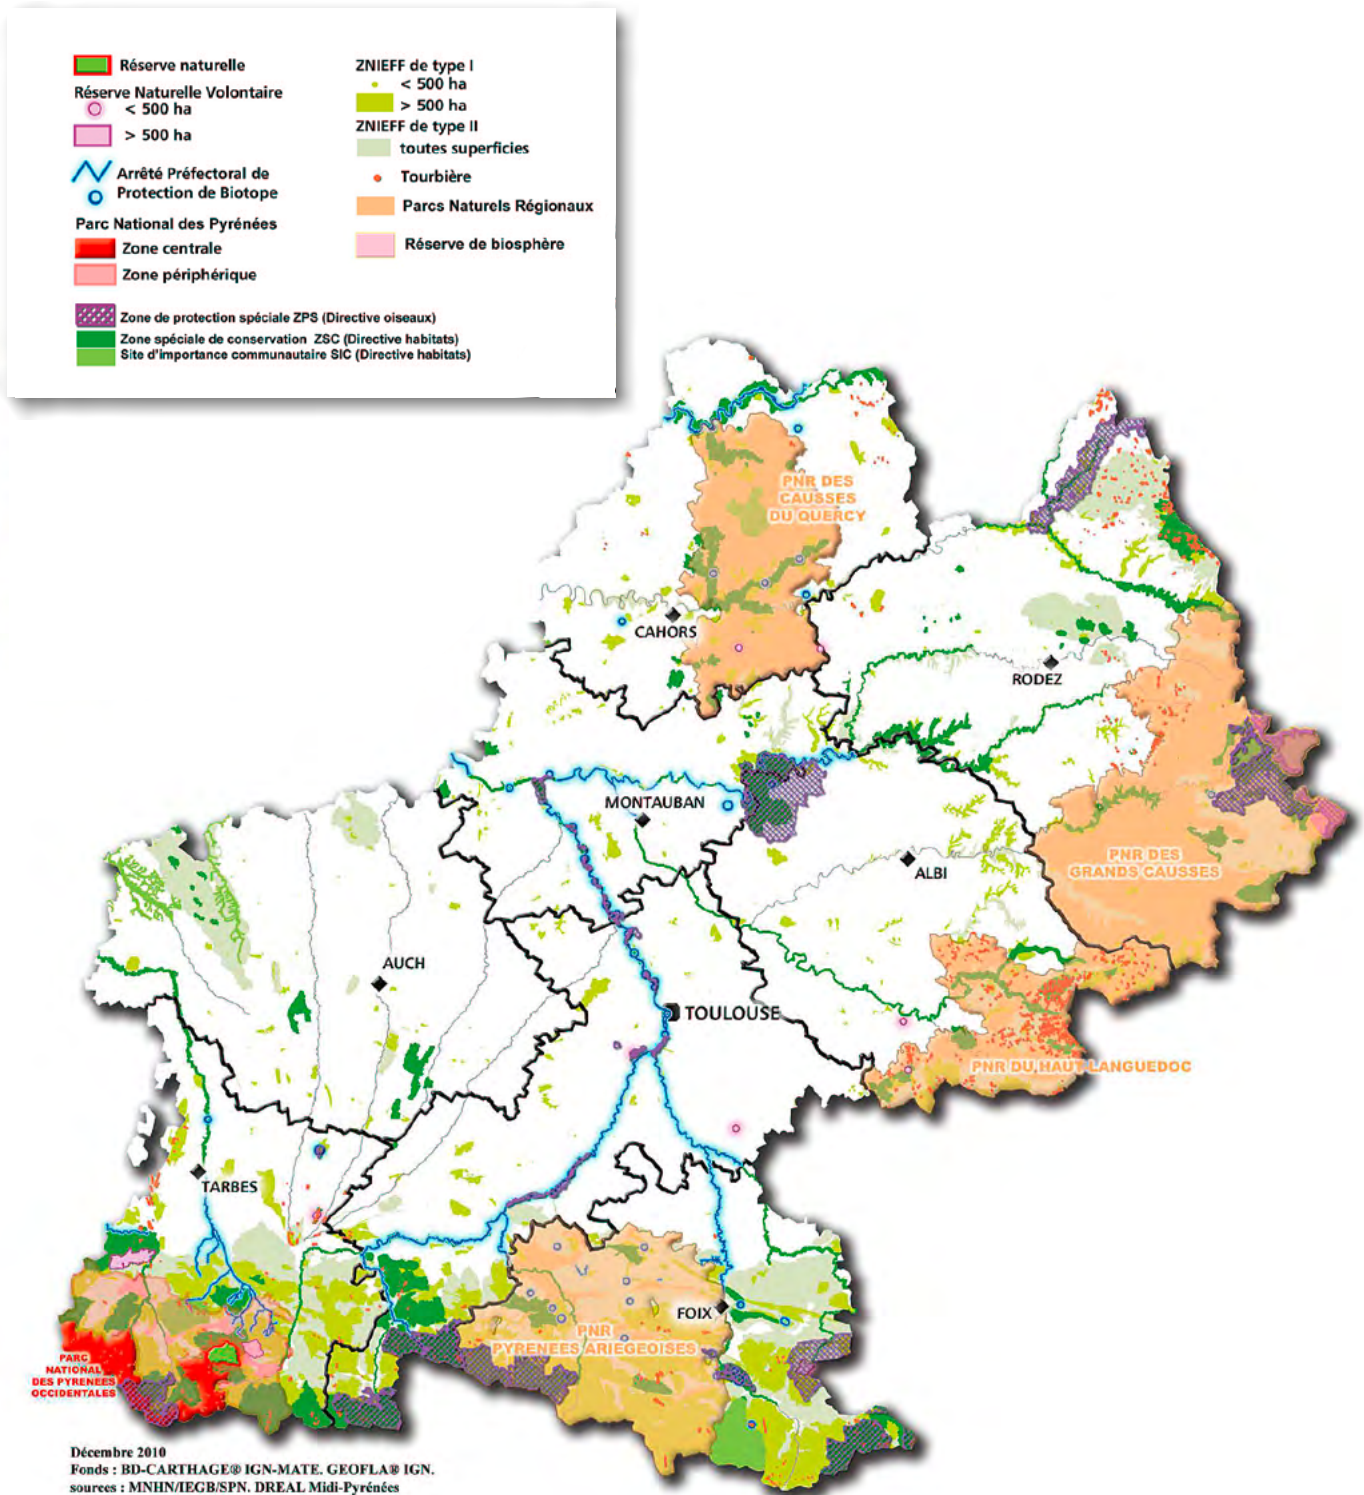 Réserve naturelle
Réserve Naturelle Volontaire
< 500 ha
> 500 ha
Arrêté Préfectoral de
Protection de Biotope
Parc National des Pyrénées
Zone centrale
Zone périphérique
Zone de protection spéciale ZPS (Directive oiseaux)
Zone spéciale de conservation ZSC (Directive habitats)
Site d'importance communautaire SIC (Directive habitats)
ZNIEFF de type I
< 500 ha
> 500 ha
ZNIEFF de type II
toutes superficies
Tourbière
Parcs Naturels Régionaux
Réserve de biosphère
PNR DES
CAUSSES
DU QUERCY
CAHORS
RODEZ
MONTAUBAN
ALBI
PNR DES
GRANDS CAUSSES
AUCH
TOULOUSE
PNR DU HAUT LANGUEDOC
TARBES
FOIX
PNR
PYRENEES ARIEGEOISES
PARC
NATIONAL
DES PYRENEES
OCCIDENTALES
Décembre 2010
Fonds : BD-CARTHAGE® IGN-MATE. GEOFLA® IGN.
sources : MNHN/IEGB/SPN. DREAL Midi-Pyrénées